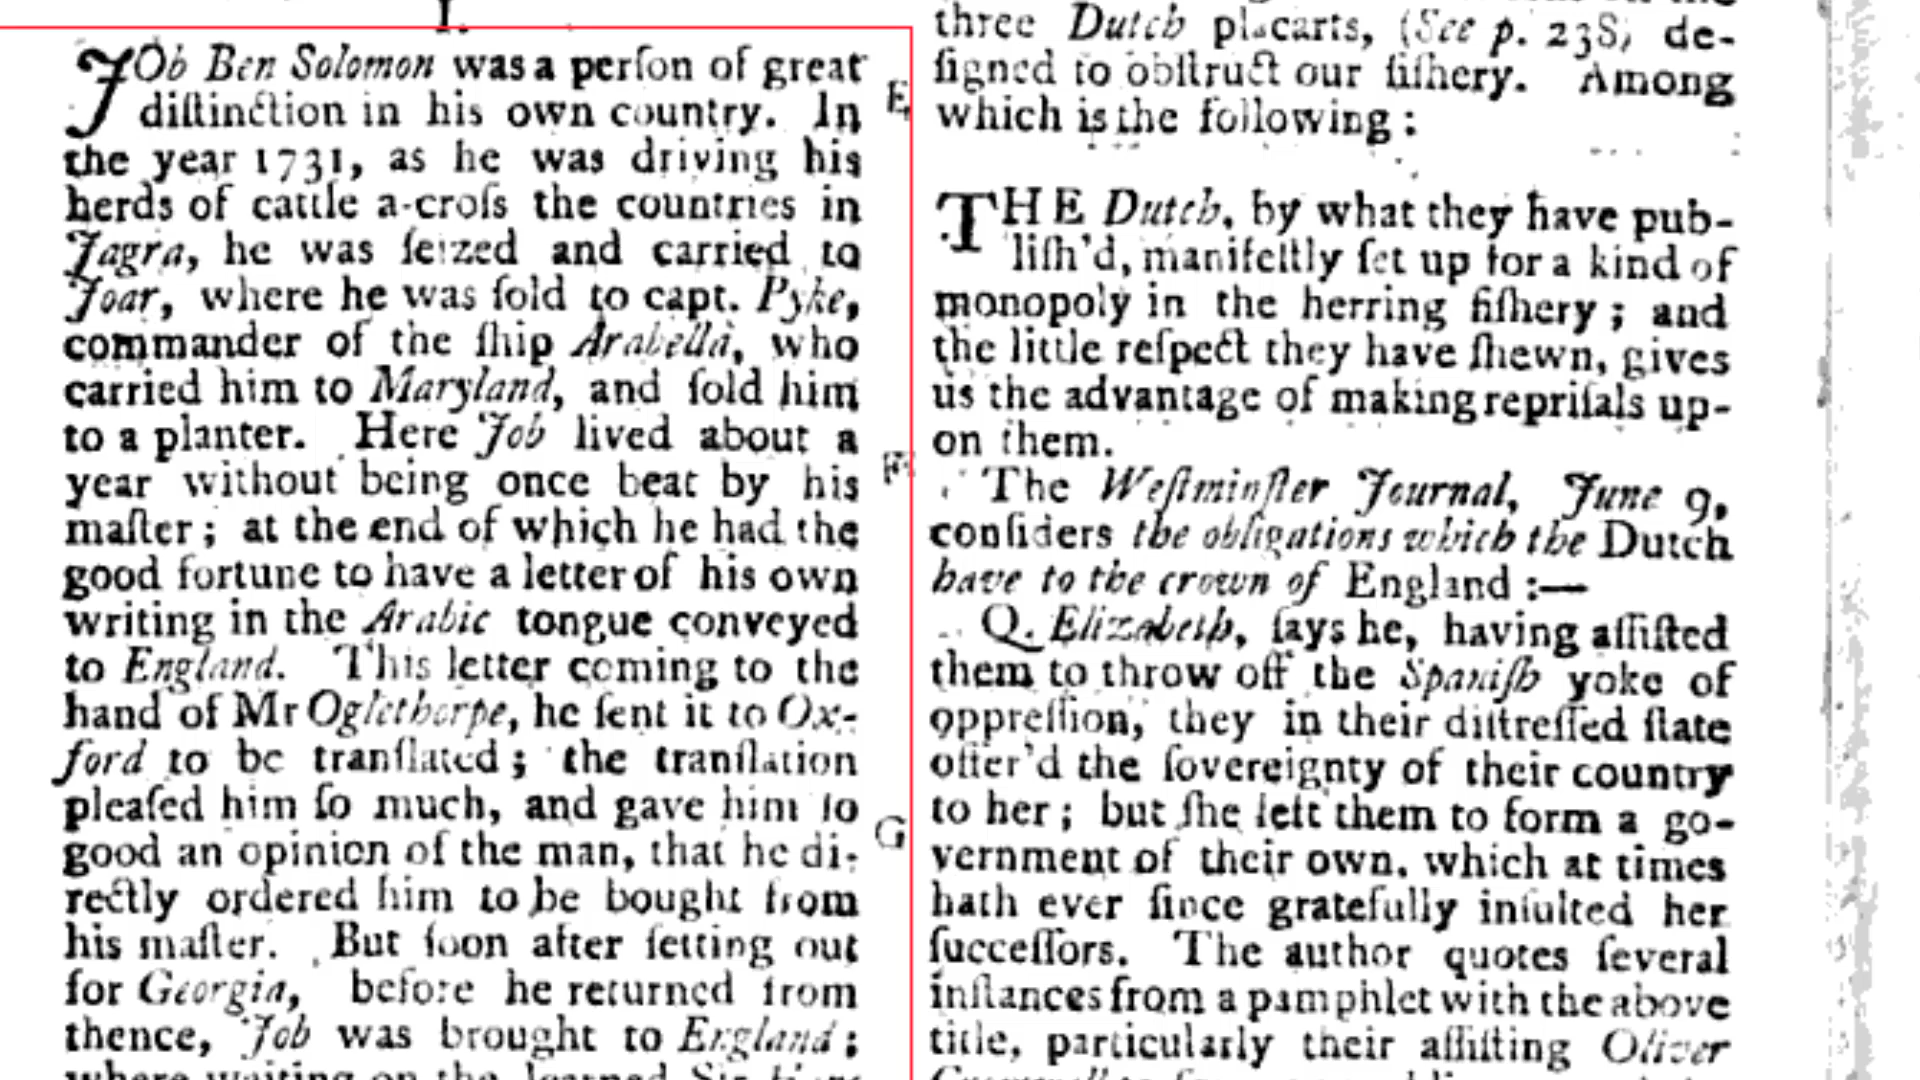 I.
JOb Ben Solomon was a perſon of great
diſtinction in his own country. In
the year 1731, as he was driving his
herds of cattle a-croſs the countries in
Jagra, he was ſeized and carried to
Joar, where he was ſold to capt. Pyke,
commander of the ſhip Arabella, who
carried him to Maryland, and ſold him
to a planter. Here Job lived about a
year without being once beat by his
maſter; at the end of which he had the
good fortune to have a letter of his own
writing in the Arabic tongue conveyed
to England. This letter coming to the
hand of Mr Oglethorpe, he ſent it to Ox-
ford to be tranſlated; the tranſlation
pleaſed him ſo much, and gave him ſo
good an opinion of the man, that he di-
rectly ordered him to be bought from
his maſter. But ſoon after ſetting out
for Georgia, before he returned from
thence, Job was brought to England;
where waiting on the learned Sir Hans
E
F
G
three Dutch placarts, (See p. 238) de-
ſigned to obſtruct our fiſhery. Among
which is the following:
THE Dutch, by what they have pub-
liſh'd, manifeſtly ſet up for a kind of
monopoly in the herring fiſhery; and
the little reſpect they have ſhewn, gives
us the advantage of making repriſals up-
on them.
The Weſtminſter Journal, June 9,
conſiders the obligations which the Dutch
have to the crown of England:—
Q. Elizabeth, ſays he, having aſſiſted
them to throw off the Spaniſh yoke of
oppreſſion, they in their diſtreſſed ſtate
offer'd the ſovereignty of their country
to her; but ſhe left them to form a go-
vernment of their own, which at times
hath ever ſince gratefully inſulted her
ſucceſſors. The author quotes ſeveral
inſtances from a pamphlet with the above
title, particularly their aſſiſting Oliver